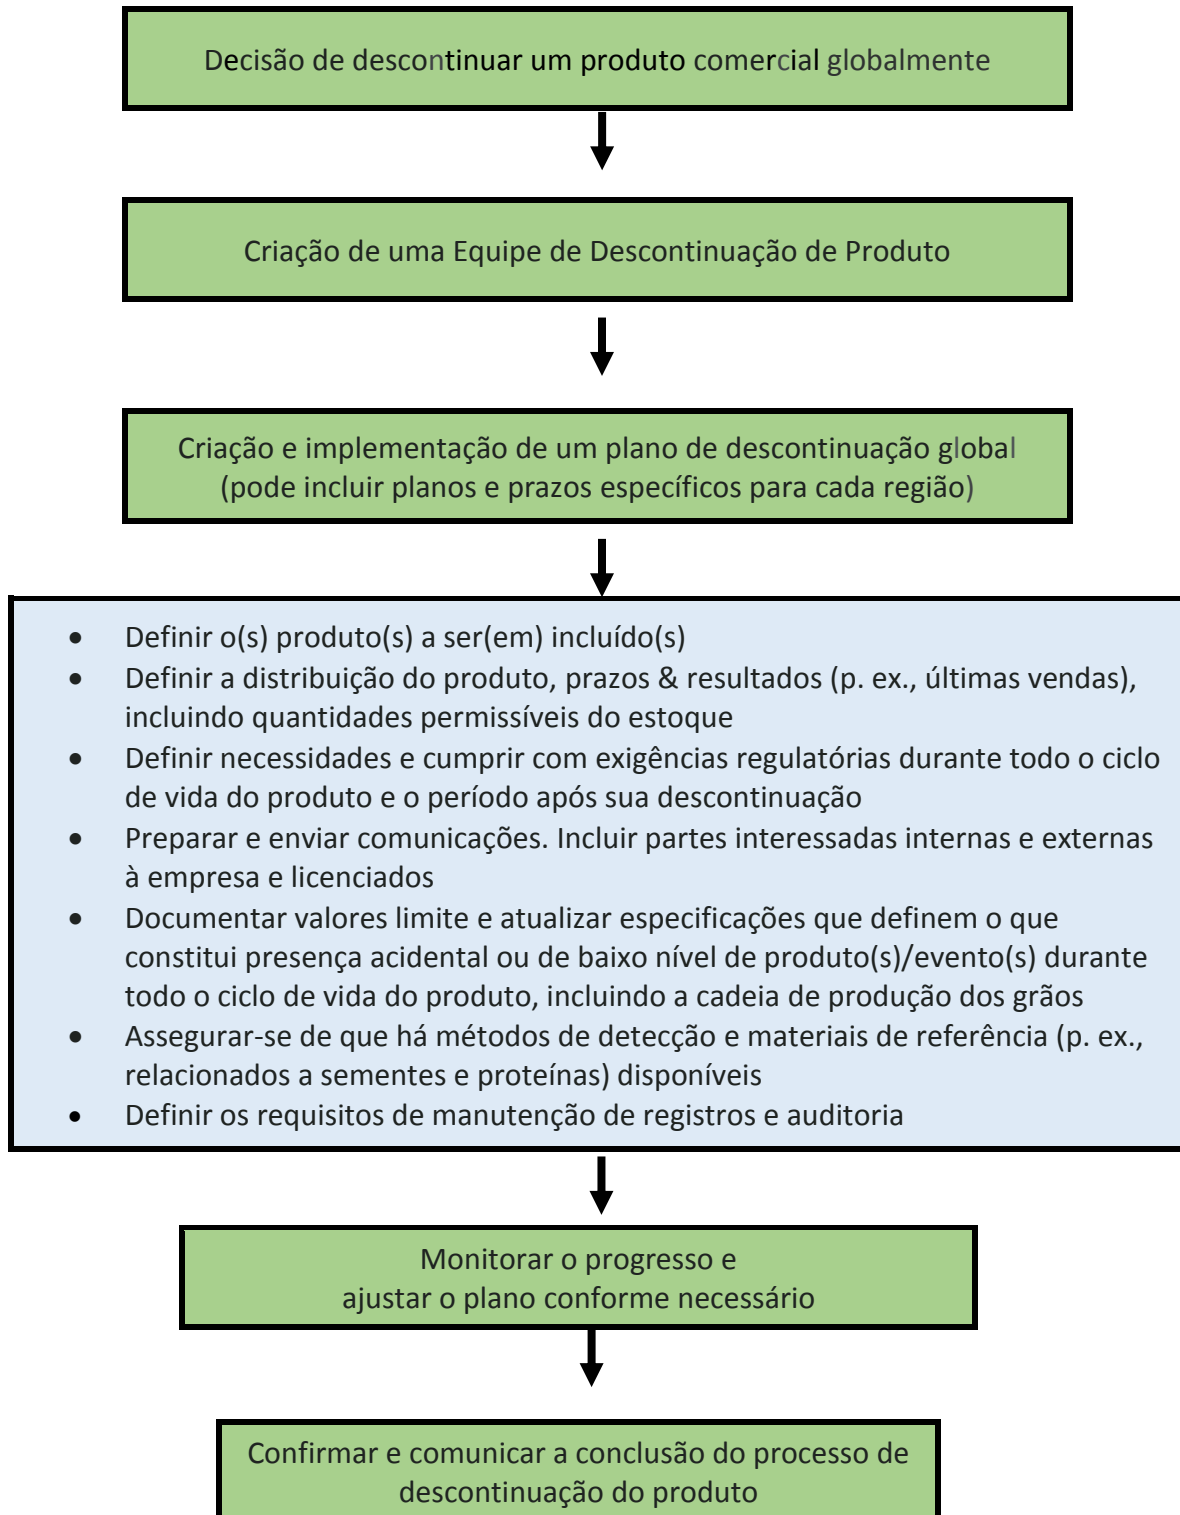 Decisão de descontinuar um produto comercial globalmente
Criação de uma Equipe de Descontinuação de Produto
Criação e implementação de um plano de descontinuação global
(pode incluir planos e prazos específicos para cada região)
• Definir o(s) produto(s) a ser(em) incluído(s)
• Definir a distribuição do produto, prazos & resultados (p. ex., últimas vendas),
incluindo quantidades permissíveis do estoque
• Definir necessidades e cumprir com exigências regulatórias durante todo o ciclo
de vida do produto e o período após sua descontinuação
• Preparar e enviar comunicações. Incluir partes interessadas internas e externas
à empresa e licenciados
• Documentar valores limite e atualizar especificações que definem o que
constitui presença acidental ou de baixo nível de produto(s)/evento(s) durante
todo o ciclo de vida do produto, incluindo a cadeia de produção dos grãos
• Assegurar-se de que há métodos de detecção e materiais de referência (p. ex.,
relacionados a sementes e proteínas) disponíveis
• Definir os requisitos de manutenção de registros e auditoria
Monitorar o progresso e
ajustar o plano conforme necessário
Confirmar e comunicar a conclusão do processo de
descontinuação do produto